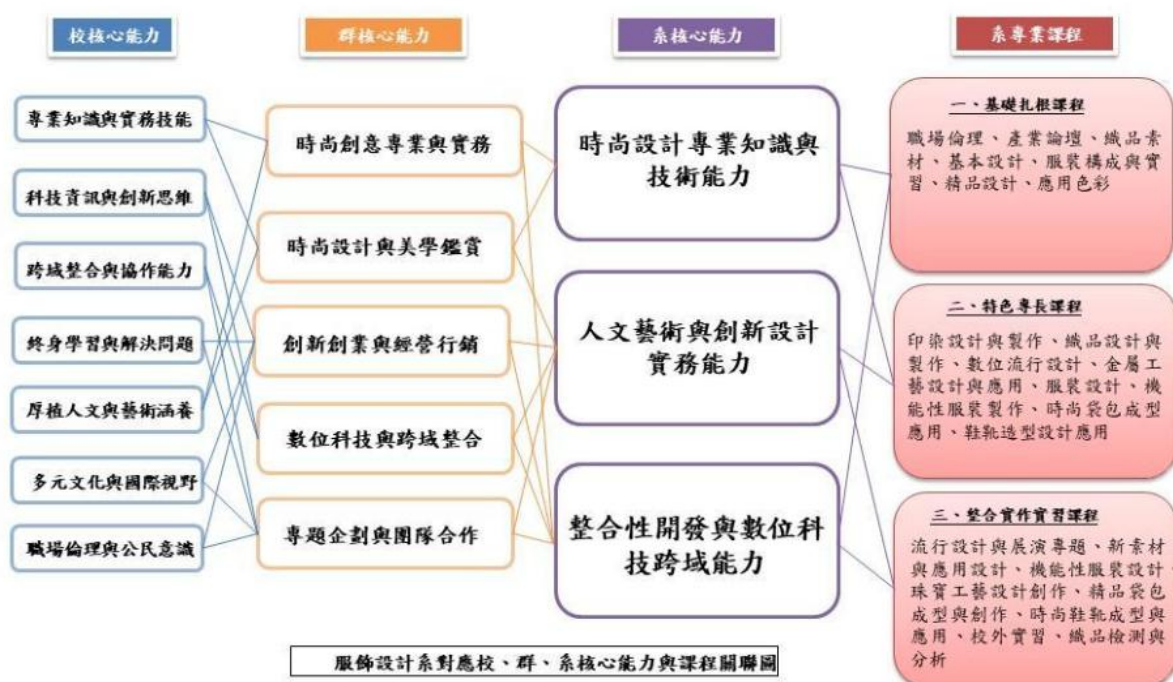 校核心能力
群核心能力
系核心能力
系專業課程
專業知識與實務技能
科技資訊與創新思維
跨域整合與協作能力
終身學習與解決問題
厚植人文與藝術涵養
多元文化與國際視野
職場倫理與公民意識
時尚創意專業與實務
時尚設計與美學鑑賞
創新創業與經營行銷
數位科技與跨域整合
專題企劃與團隊合作
時尚設計專業知識與
技術能力
人文藝術與創新設計
實務能力
整合性開發與數位科
技跨域能力
一、基礎扎根課程
職場倫理、產業論壇、織品素
材、基本設計、服裝構成與實
習、精品設計、應用色彩
二、特色專長課程
印染設計與製作、織品設計與
製作、數位流行設計、金屬工
藝設計與應用、服裝設計、機
能性服裝製作、時尚袋包成型
應用、鞋靴造型設計應用
三、整合實作實習課程
流行設計與展演專題、新素材
與應用設計、機能性服裝設計、
珠寶工藝設計創作、精品袋包
成型與創作、時尚鞋靴成型與
應用、校外實習、織品檢測與
分析
服飾設計系對應校、群、系核心能力與課程關聯圖